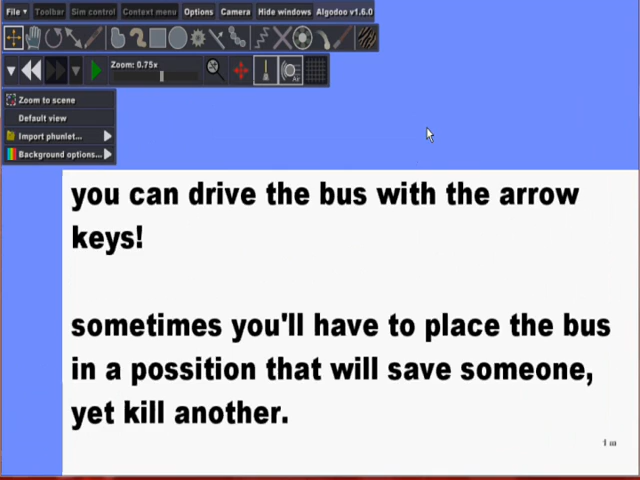 File Toolbar Sim control Context menu Options Camera Hide windows Algodoo v1.6.0
Zoom: 0.75x
Air
Zoom to scene
Default view
Import phunlet...
Background options...
you can drive the bus with the arrow
keys!
sometimes you'll have to place the bus
in a possition that will save someone,
yet kill another.
1 m